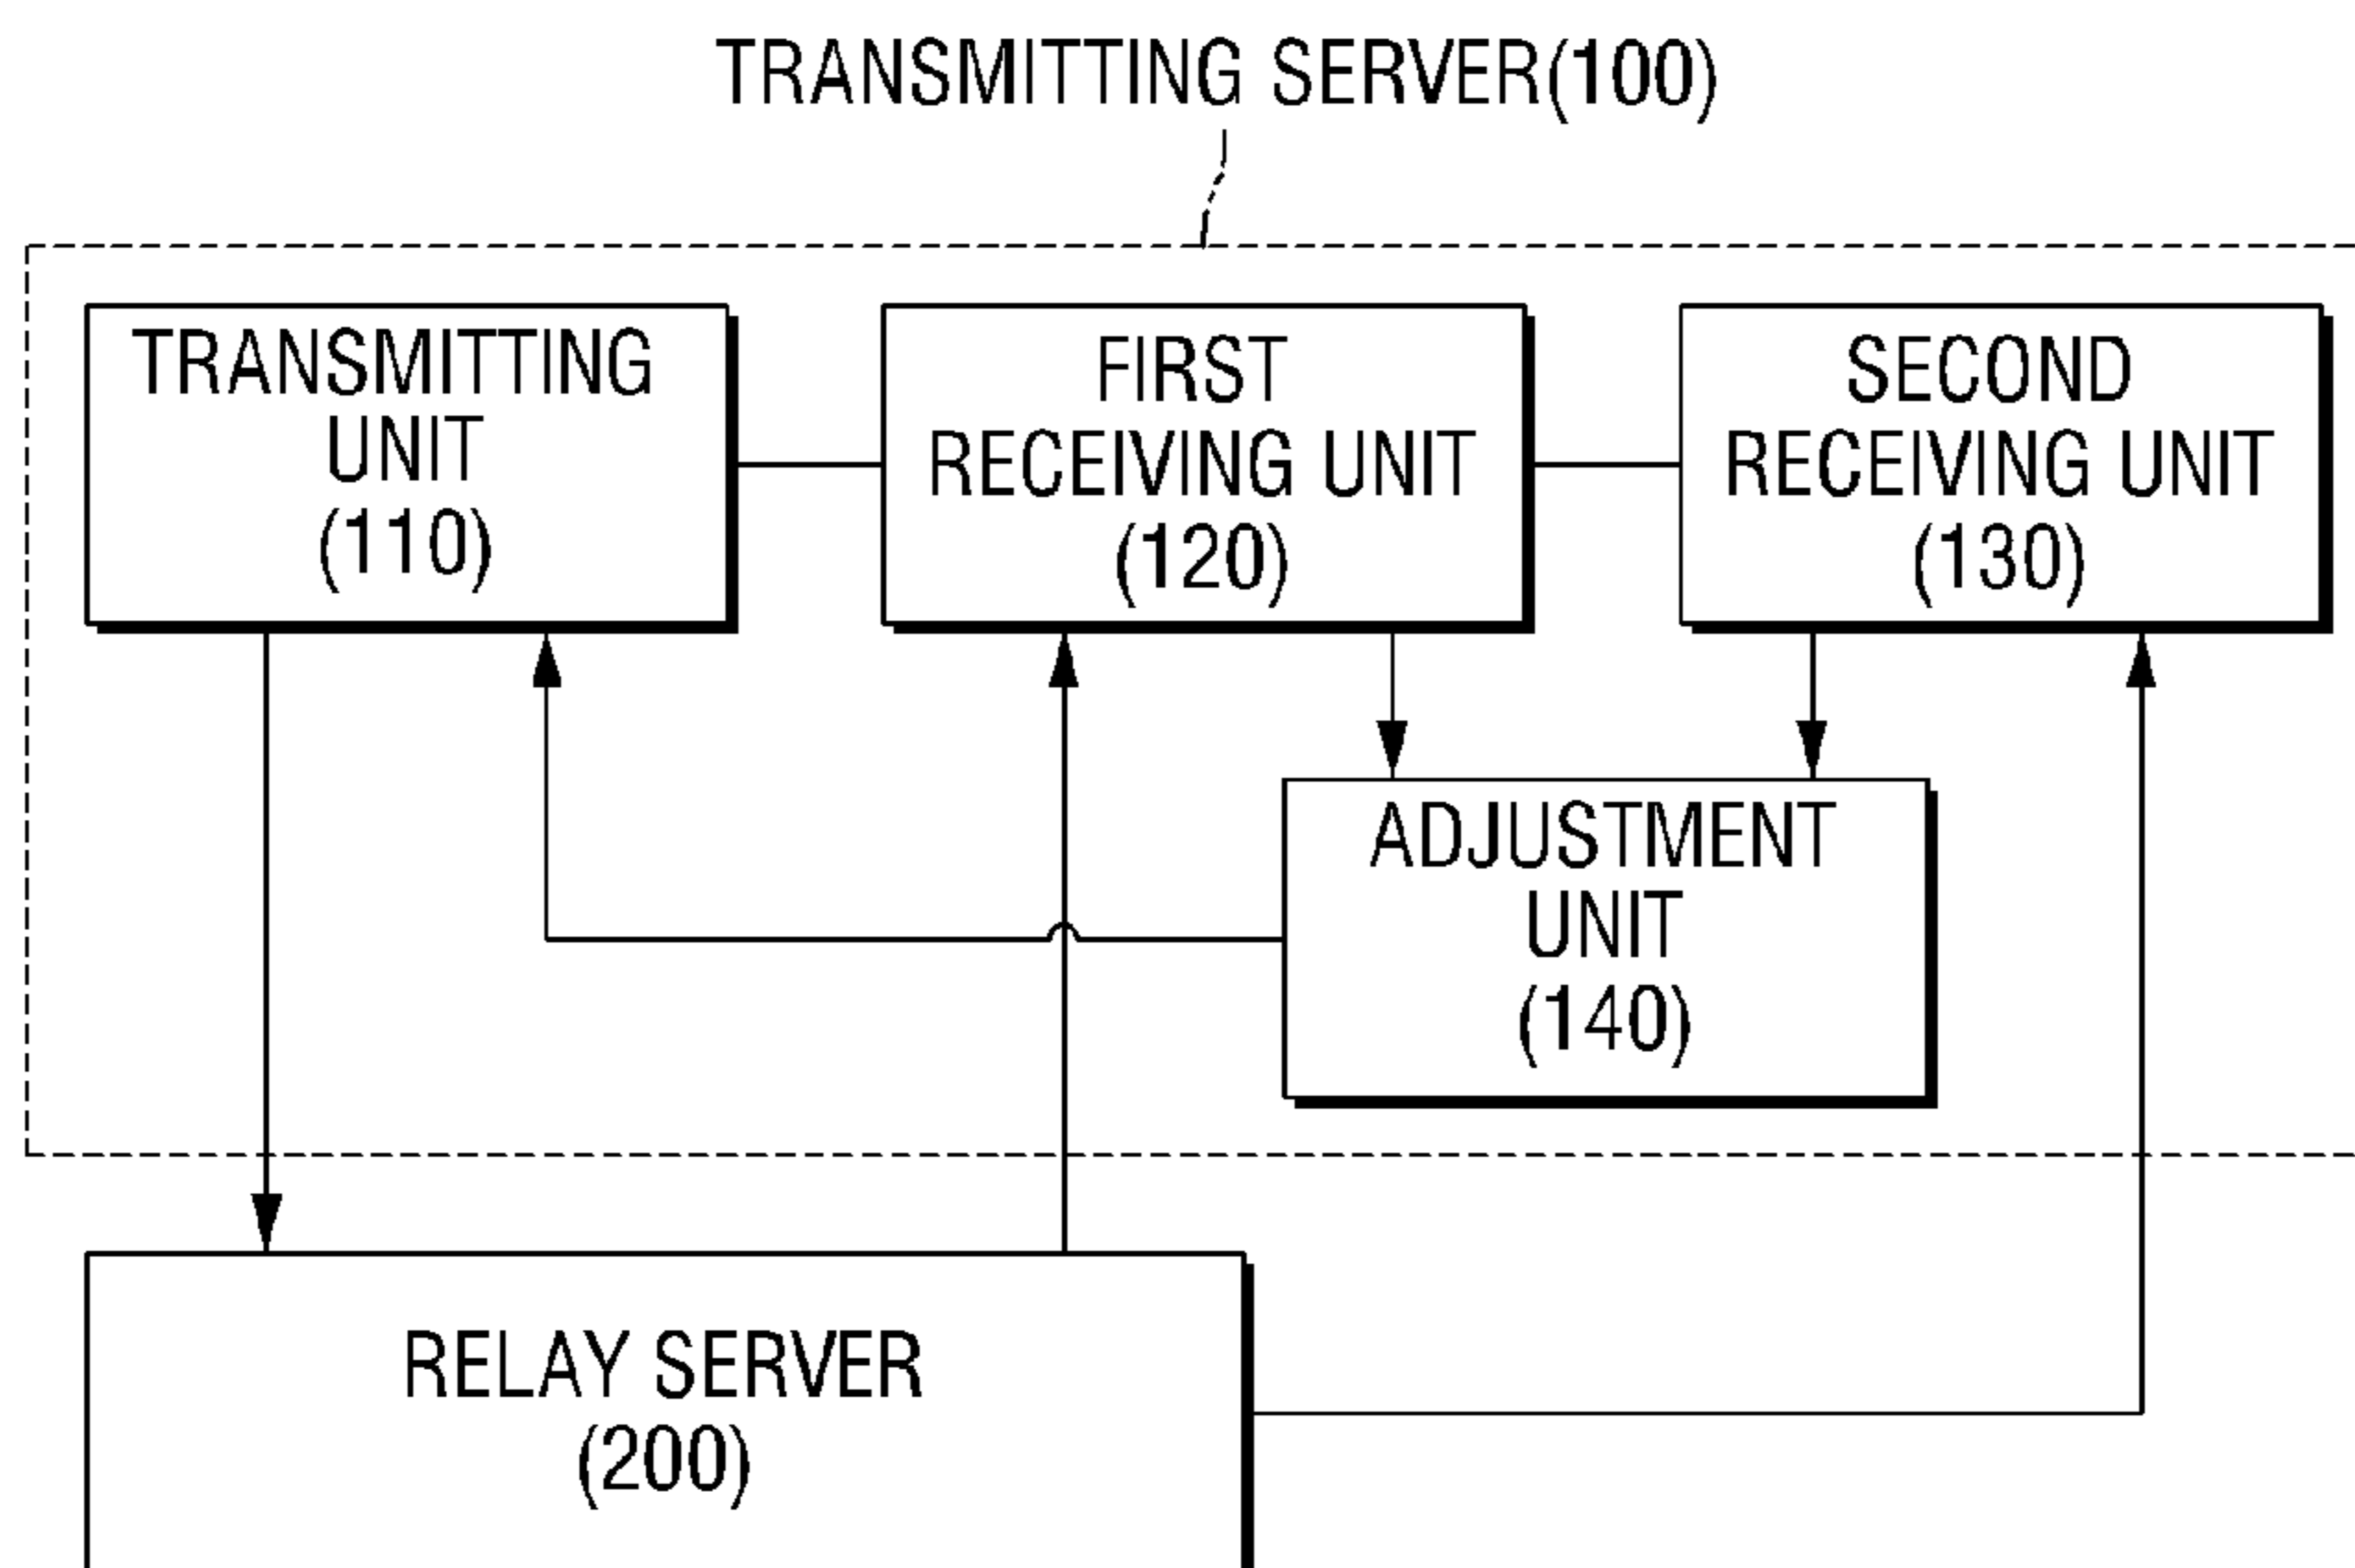 TRANSMITTING SERVER(100)
TRANSMITTING
UNIT
(110)
FIRST
RECEIVING UNIT
(120)
SECOND
RECEIVING UNIT
(130)
ADJUSTMENT
UNIT
(140)
RELAY SERVER
(200)